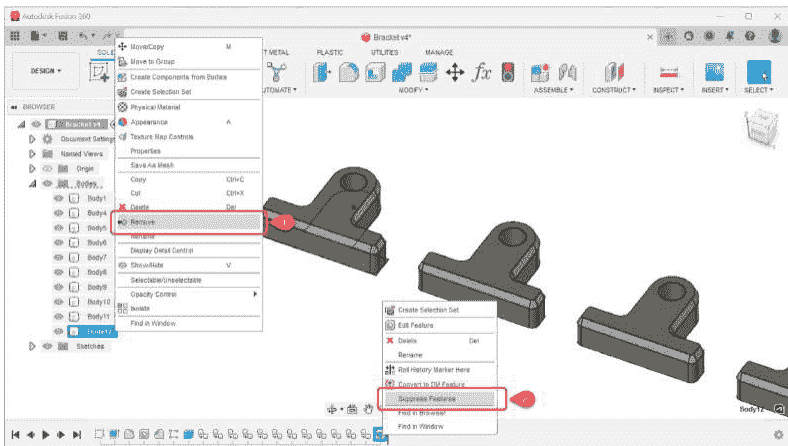 Autodesk Fusion 360
Bracket v4*
SOLID
T METAL
PLASTIC
UTILITIES
MANAGE
DESIGN
AUTOMATE
MODIFY
ASSEMBLE
CONSTRUCT
INSPECT
INSERT
SELECT
BROWSER
Bracket v4
Document Settings
Named Views
Origin
Bodies
Body1
Body4
Body5
Body6
Body7
Body8
Body9
Body10
Body11
Body12
Sketches
Move/Copy M
Move to Group
Create Components from Bodies
Create Selection Set
Physical Material
Appearance A
Texture Map Controls
Properties
Save As Mesh
Copy Ctrl+C
Cut Ctrl+X
Delete Del
Remove
Rename
Display Detail Control
Show/Hide V
Selectable/Unselectable
Opacity Control
Isolate
Find in Window
1
Create Selection Set
Edit Feature
Delete Del
Rename
Roll History Marker Here
Convert to DM Feature
Suppress Features
Find in Browser
Find in Window
2
Body12